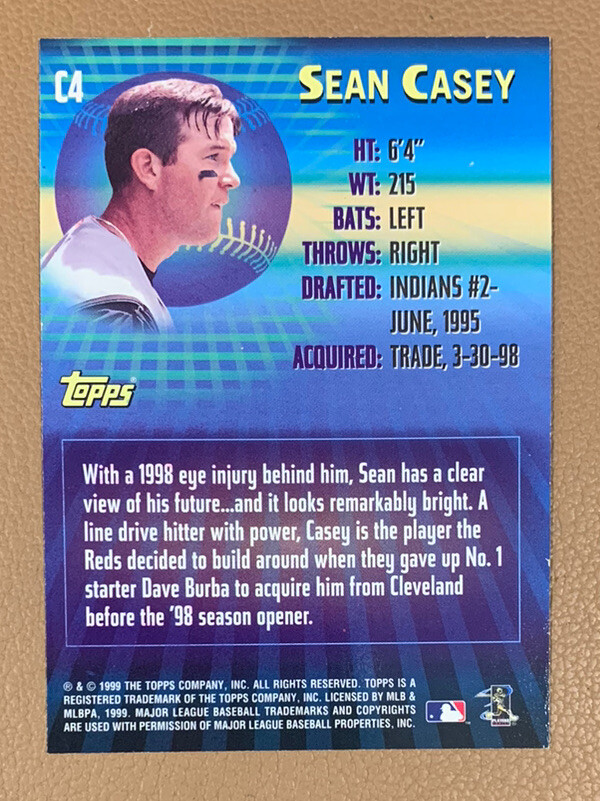 C4
SEAN CASEY
HT: 6'4"
WT: 215
BATS: LEFT
THROWS: RIGHT
DRAFTED: INDIANS #2-
JUNE, 1995
ACQUIRED: TRADE, 3-30-98
topps
With a 1998 eye injury behind him, Sean has a clear
view of his future...and it looks remarkably bright. A
line drive hitter with power, Casey is the player the
Reds decided to build around when they gave up No. 1
starter Dave Burba to acquire him from Cleveland
before the '98 season opener.
® & © 1999 THE TOPPS COMPANY, INC. ALL RIGHTS RESERVED. TOPPS IS A
REGISTERED TRADEMARK OF THE TOPPS COMPANY, INC. LICENSED BY MLB &
MLBPA, 1999. MAJOR LEAGUE BASEBALL TRADEMARKS AND COPYRIGHTS
ARE USED WITH PERMISSION OF MAJOR LEAGUE BASEBALL PROPERTIES, INC.